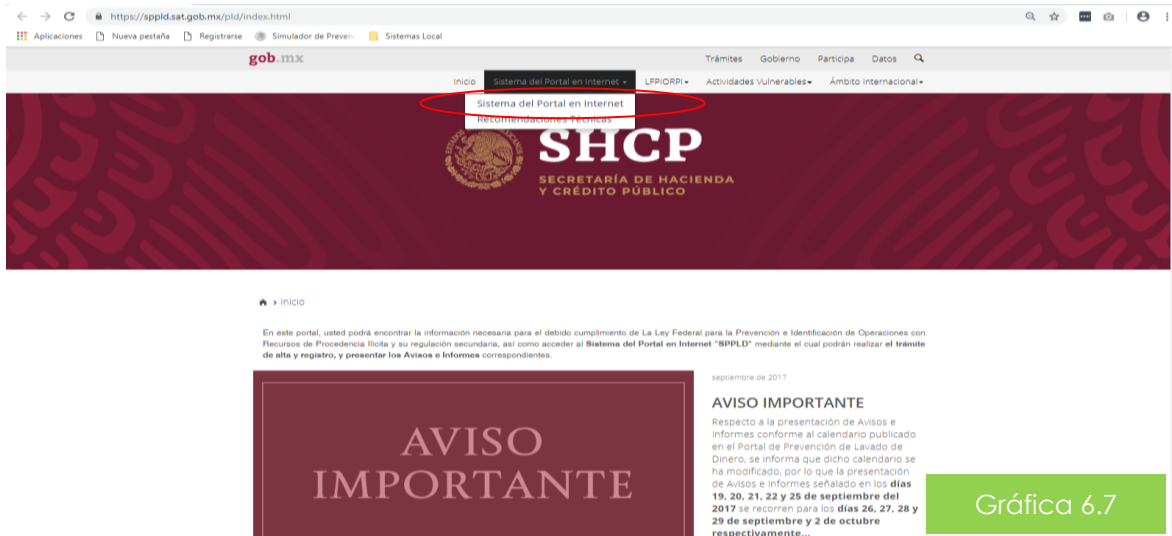 https://sppld.sat.gob.mx/pld/index.html
Aplicaciones Nueva pestaña Registrarse Simulador de Preven Sistemas Local
gob.mx Trámites Gobierno Participa Datos
Inicio Sistema del Portal en Internet LFPIORPI Actividades Vulnerables Ámbito Internacional
Sistema del Portal en Internet
Recomendaciones Técnicas
SHCP
SECRETARÍA DE HACIENDA
Y CRÉDITO PÚBLICO
> Inicio
En este portal, usted podrá encontrar la información necesaria para el debido cumplimiento de La Ley Federal para la Prevención e Identificación de Operaciones con
Recursos de Procedencia Ilícita y su regulación secundaria, así como acceder al Sistema del Portal en Internet "SPPLD" mediante el cual podrán realizar el trámite
de alta y registro, y presentar los Avisos e Informes correspondientes.
AVISO
IMPORTANTE
septiembre de 2017
AVISO IMPORTANTE
Respecto a la presentación de Avisos e
Informes conforme al calendario publicado
en el Portal de Prevención de Lavado de
Dinero, se informa que dicho calendario se
ha modificado, por lo que la presentación
de Avisos e Informes señalado en los días
19, 20, 21, 22 y 25 de septiembre del
2017 se recorren para los días 26, 27, 28 y
29 de septiembre y 2 de octubre
respectivamente...
Gráfica 6.7